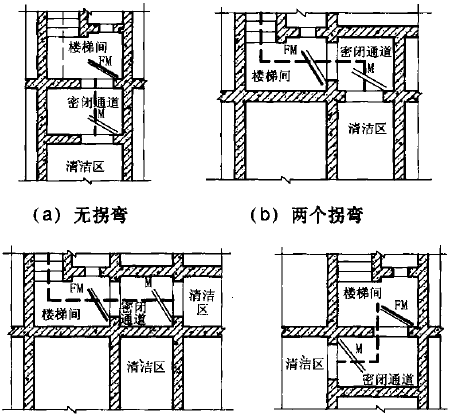 楼梯间
FM
密闭通道
M
清洁区
(a) 无拐弯
密闭通道
FM
M
楼梯间
清洁区
(b) 两个拐弯
FM
M
楼梯间
密闭
通道
清洁
区
清洁区
楼梯间
FM
M
清洁区
密闭通道